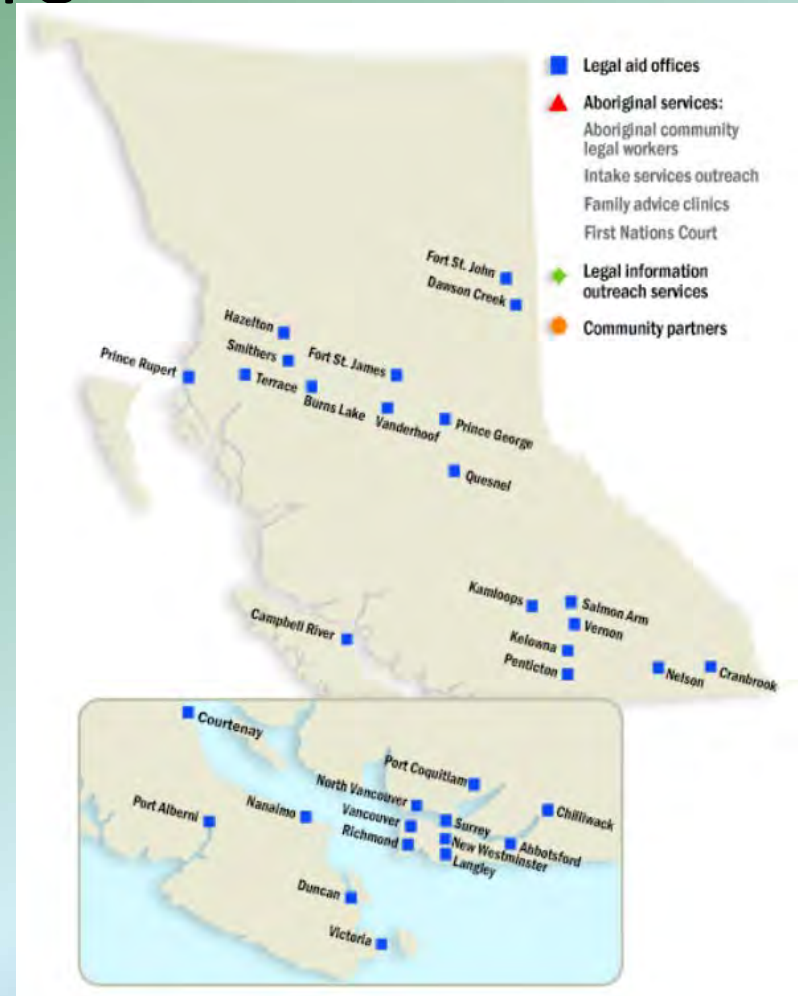 Legal aid offices
Aboriginal services:
Aboriginal community
legal workers
Intake services outreach
Family advice clinics
First Nations Court
Legal information
outreach services
Community partners
Fort St. John
Dawson Creek
Hazelton
Smithers
Fort St. James
Prince Rupert
Terrace
Burns Lake
Vanderhoof
Prince George
Quesnel
Kamloops
Salmon Arm
Vernon
Campbell River
Kelowna
Penticton
Nelson
Cranbrook
Courtenay
Port Coquitlam
North Vancouver
Chilliwack
Port Alberni
Nanaimo
Vancouver
Surrey
Richmond
New Westminster
Abbotsford
Langley
Duncan
Victoria